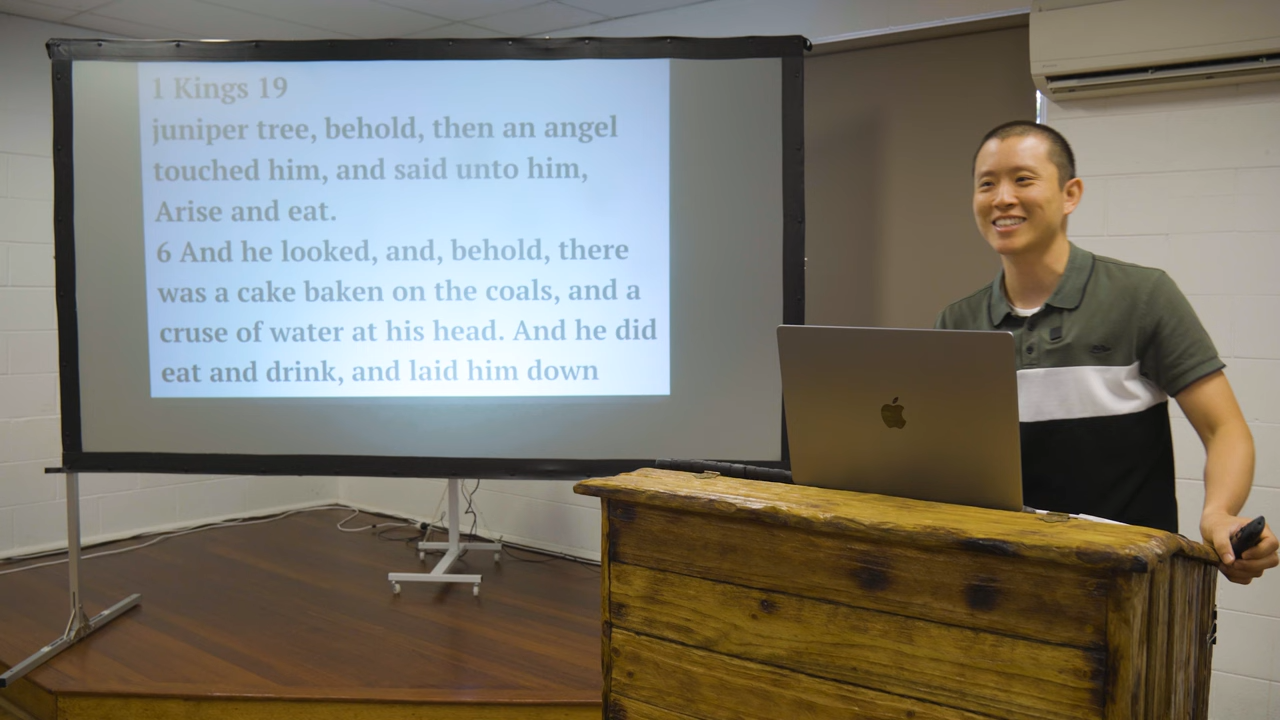 1 Kings 19
juniper tree, behold, then an angel
touched him, and said unto him,
Arise and eat.
6 And he looked, and, behold, there
was a cake baken on the coals, and a
cruse of water at his head. And he did
eat and drink, and laid him down